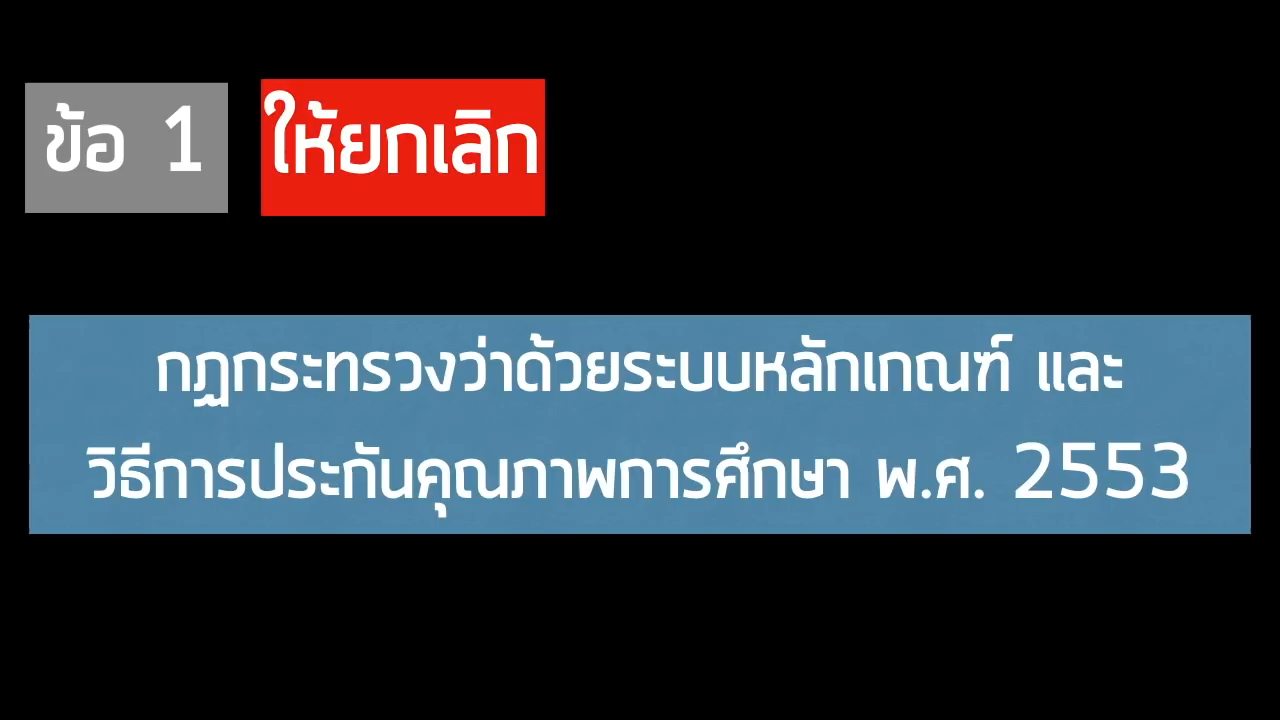 ข้อ 1 ให้ยกเลิก
กฏกระทรวงว่าด้วยระบบหลักเกณฑ์ และ
วิธีการประกันคุณภาพการศึกษา พ.ศ. 2553